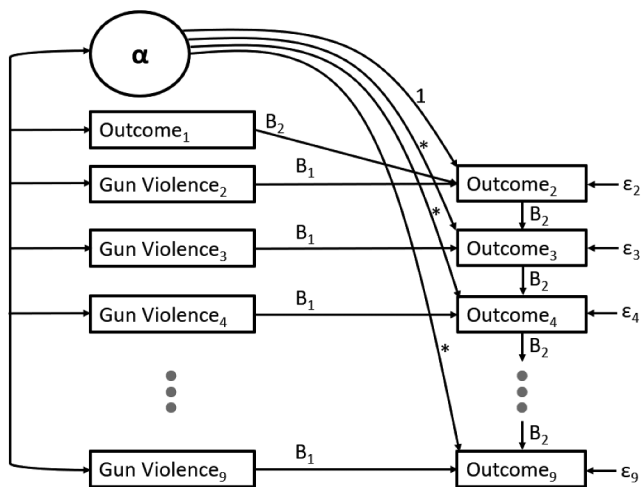 α
1
Outcome₁ B₂ *
Gun Violence₂ B₁ Outcome₂ ε₂
* B₂
Gun Violence₃ B₁ Outcome₃ ε₃
B₂
Gun Violence₄ B₁ Outcome₄ ε₄
* B₂
B₂
Gun Violence₉ B₁ Outcome₉ ε₉